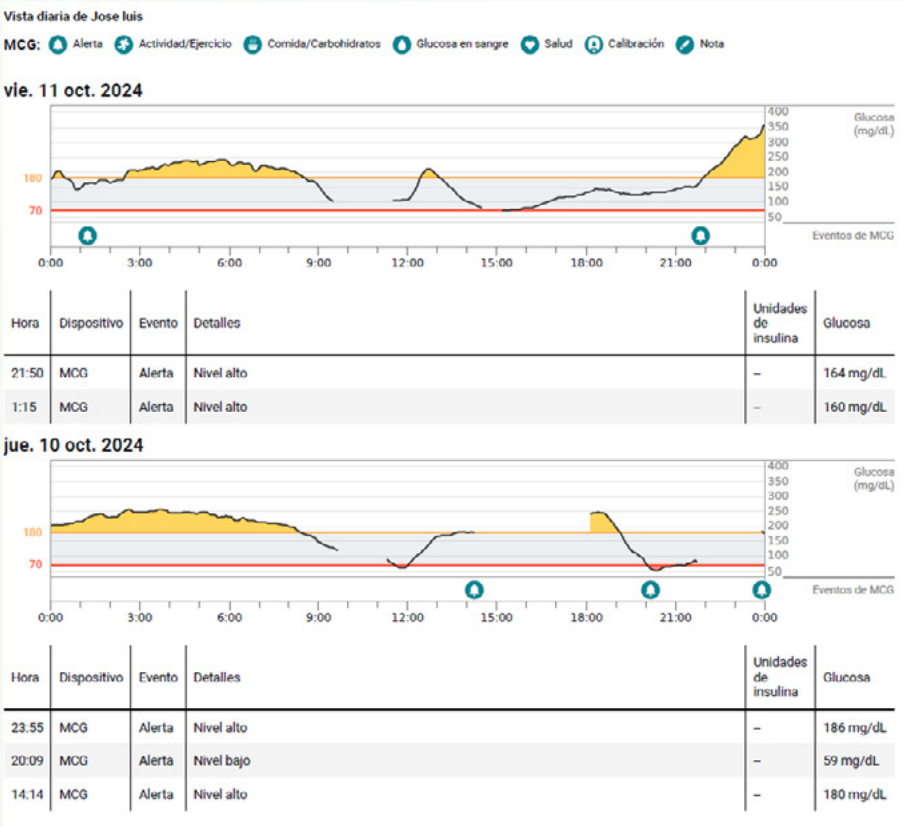 Vista diaria de Jose luis
MCG: Alerta Actividad/Ejercicio Comida/Carbohidratos Glucosa en sangre Salud Calibración Nota
vie. 11 oct. 2024
400
350
300
250
200
150
100
50
Glucosa
(mg/dL)
180
70
Eventos de MCG
0:00 3:00 6:00 9:00 12:00 15:00 18:00 21:00 0:00
Hora Dispositivo Evento Detalles Unidades de insulina Glucosa
21:50 MCG Alerta Nivel alto – 164 mg/dL
1:15 MCG Alerta Nivel alto – 160 mg/dL
jue. 10 oct. 2024
400
350
300
250
200
150
100
50
Glucosa
(mg/dL)
180
70
Eventos de MCG
0:00 3:00 6:00 9:00 12:00 15:00 18:00 21:00 0:00
Hora Dispositivo Evento Detalles Unidades de insulina Glucosa
23:55 MCG Alerta Nivel alto – 186 mg/dL
20:09 MCG Alerta Nivel bajo – 59 mg/dL
14:14 MCG Alerta Nivel alto – 180 mg/dL